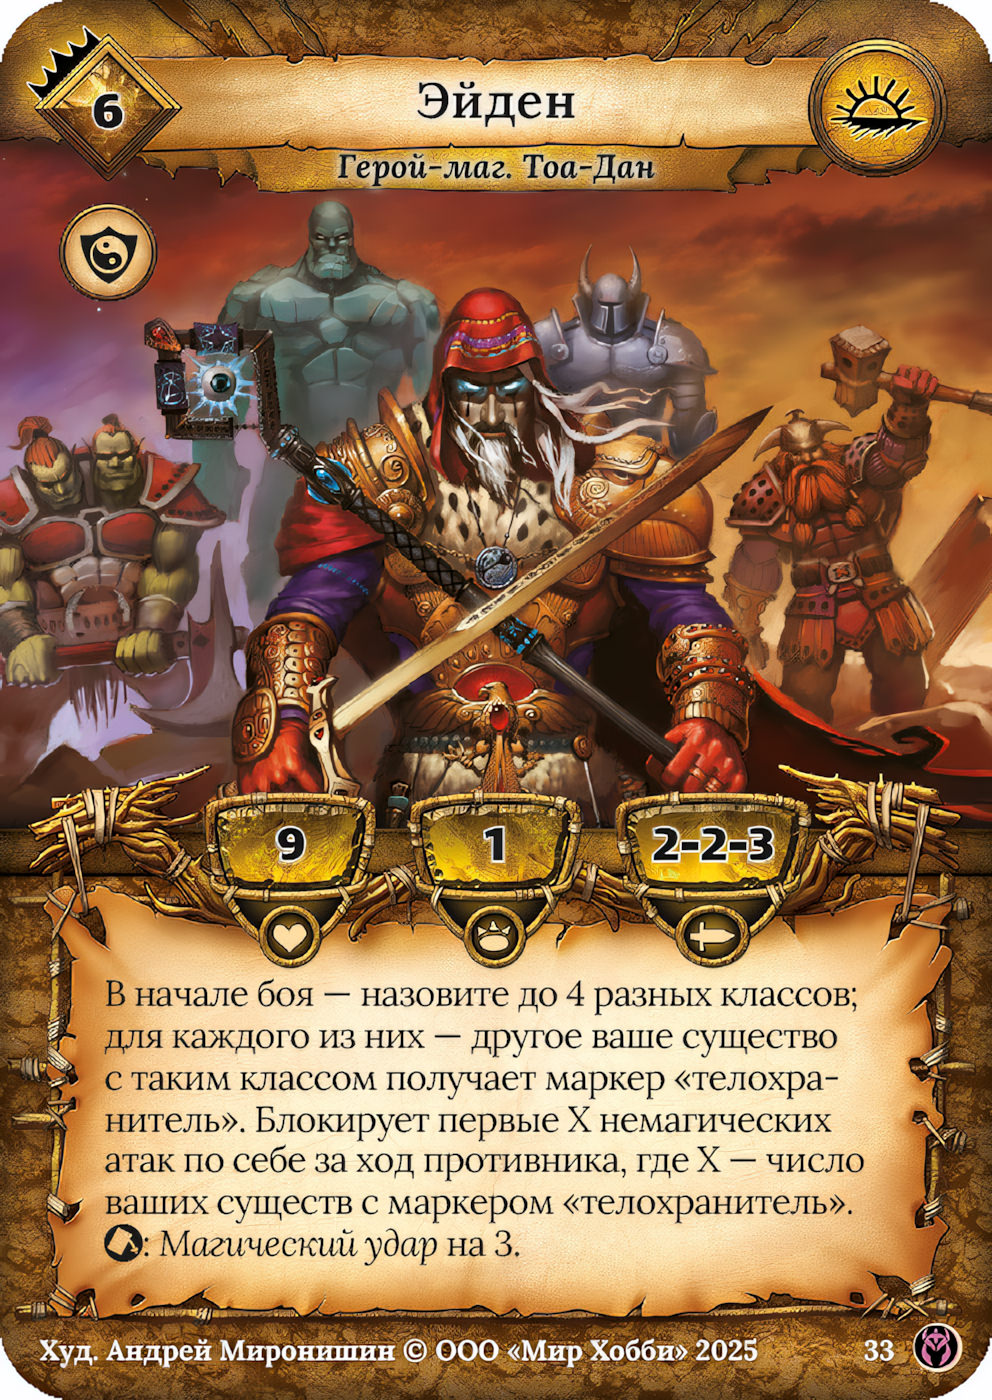 6
Эйден
Герой-маг. Тоа-Дан
9
1
2-2-3
В начале боя — назовите до 4 разных классов;
для каждого из них — другое ваше существо
с таким классом получает маркер «телохра-
нитель». Блокирует первые X немагических
атак по себе за ход противника, где X — число
ваших существ с маркером «телохранитель».
: Магический удар на 3.
Худ. Андрей Миронишин © ООО «Мир Хобби» 2025
33